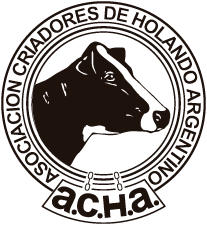 ASOCIACION CRIADORES DE HOLANDO ARGENTINO
a.c.H.a.